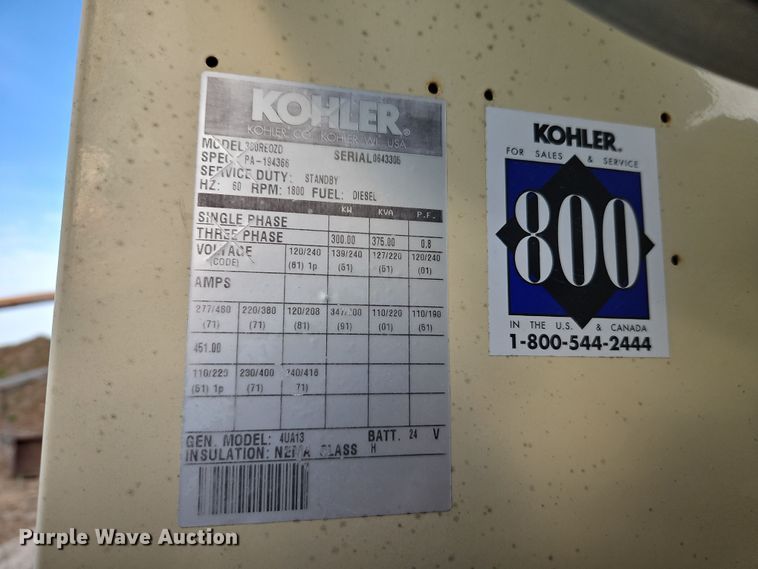 KOHLER®
KOHLER CO. KOHLER WI. USA
MODEL 300REOZD
SPEC PA-194366 SERIAL 0643306
SERVICE DUTY: STANDBY
HZ: 60 RPM: 1800 FUEL: DIESEL
KW KVA P.F.
SINGLE PHASE
THREE PHASE 300.00 375.00 0.8
VOLTAGE 120/240 139/240 127/220 120/240
(CODE) (61) 1p (61) (61) (01)
AMPS
277/480 220/380 120/208 110/220 110/190
(71) (71) (81) (91) (01) (61)
451.00
110/220 230/400 240/416
(61) 1p (71) 71)
GEN. MODEL: 4UA13 BATT. 24 V
INSULATION: NEMA CLASS H
KOHLER®
FOR SALES & SERVICE
800
IN THE U.S. & CANADA
1-800-544-2444
Purple Wave Auction